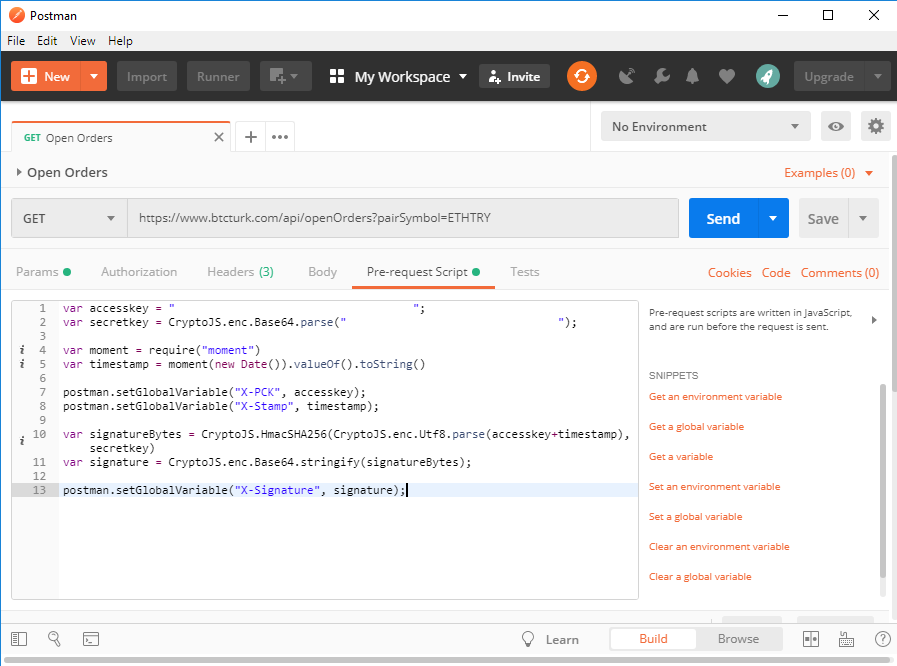 Postman
File Edit View Help
New Import Runner My Workspace Invite Upgrade
GET Open Orders
No Environment
Open Orders
Examples (0)
GET https://www.btcturk.com/api/openOrders?pairSymbol=ETHTRY Send Save
Params Authorization Headers (3) Body Pre-request Script Tests Cookies Code Comments (0)
1 var accesskey = " ";
2 var secretkey = CryptoJS.enc.Base64.parse(" ");
3
i 4 var moment = require("moment")
i 5 var timestamp = moment(new Date()).valueOf().toString()
6
7 postman.setGlobalVariable("X-PCK", accesskey);
8 postman.setGlobalVariable("X-Stamp", timestamp);
9
i 10 var signatureBytes = CryptoJS.HmacSHA256(CryptoJS.enc.Utf8.parse(accesskey+timestamp),
secretkey)
11 var signature = CryptoJS.enc.Base64.stringify(signatureBytes);
12
13 postman.setGlobalVariable("X-Signature", signature);
Pre-request scripts are written in JavaScript,
and are run before the request is sent.
SNIPPETS
Get an environment variable
Get a global variable
Get a variable
Set an environment variable
Set a global variable
Clear an environment variable
Clear a global variable
Learn Build Browse